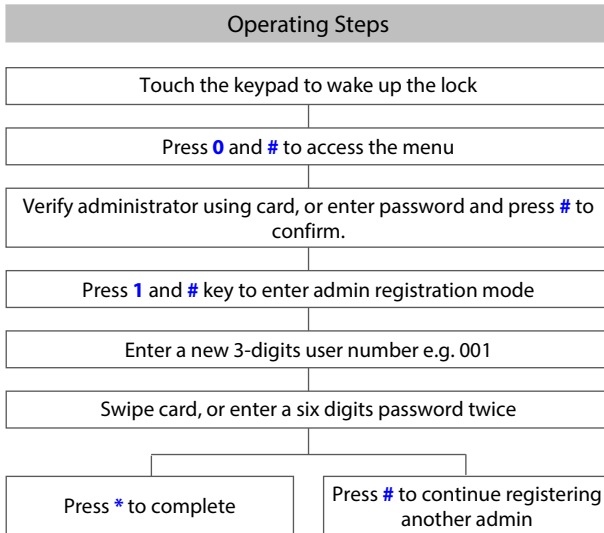 Operating Steps
Touch the keypad to wake up the lock
Press 0 and # to access the menu
Verify administrator using card, or enter password and press # to
confirm.
Press 1 and # key to enter admin registration mode
Enter a new 3-digits user number e.g. 001
Swipe card, or enter a six digits password twice
Press * to complete
Press # to continue registering
another admin